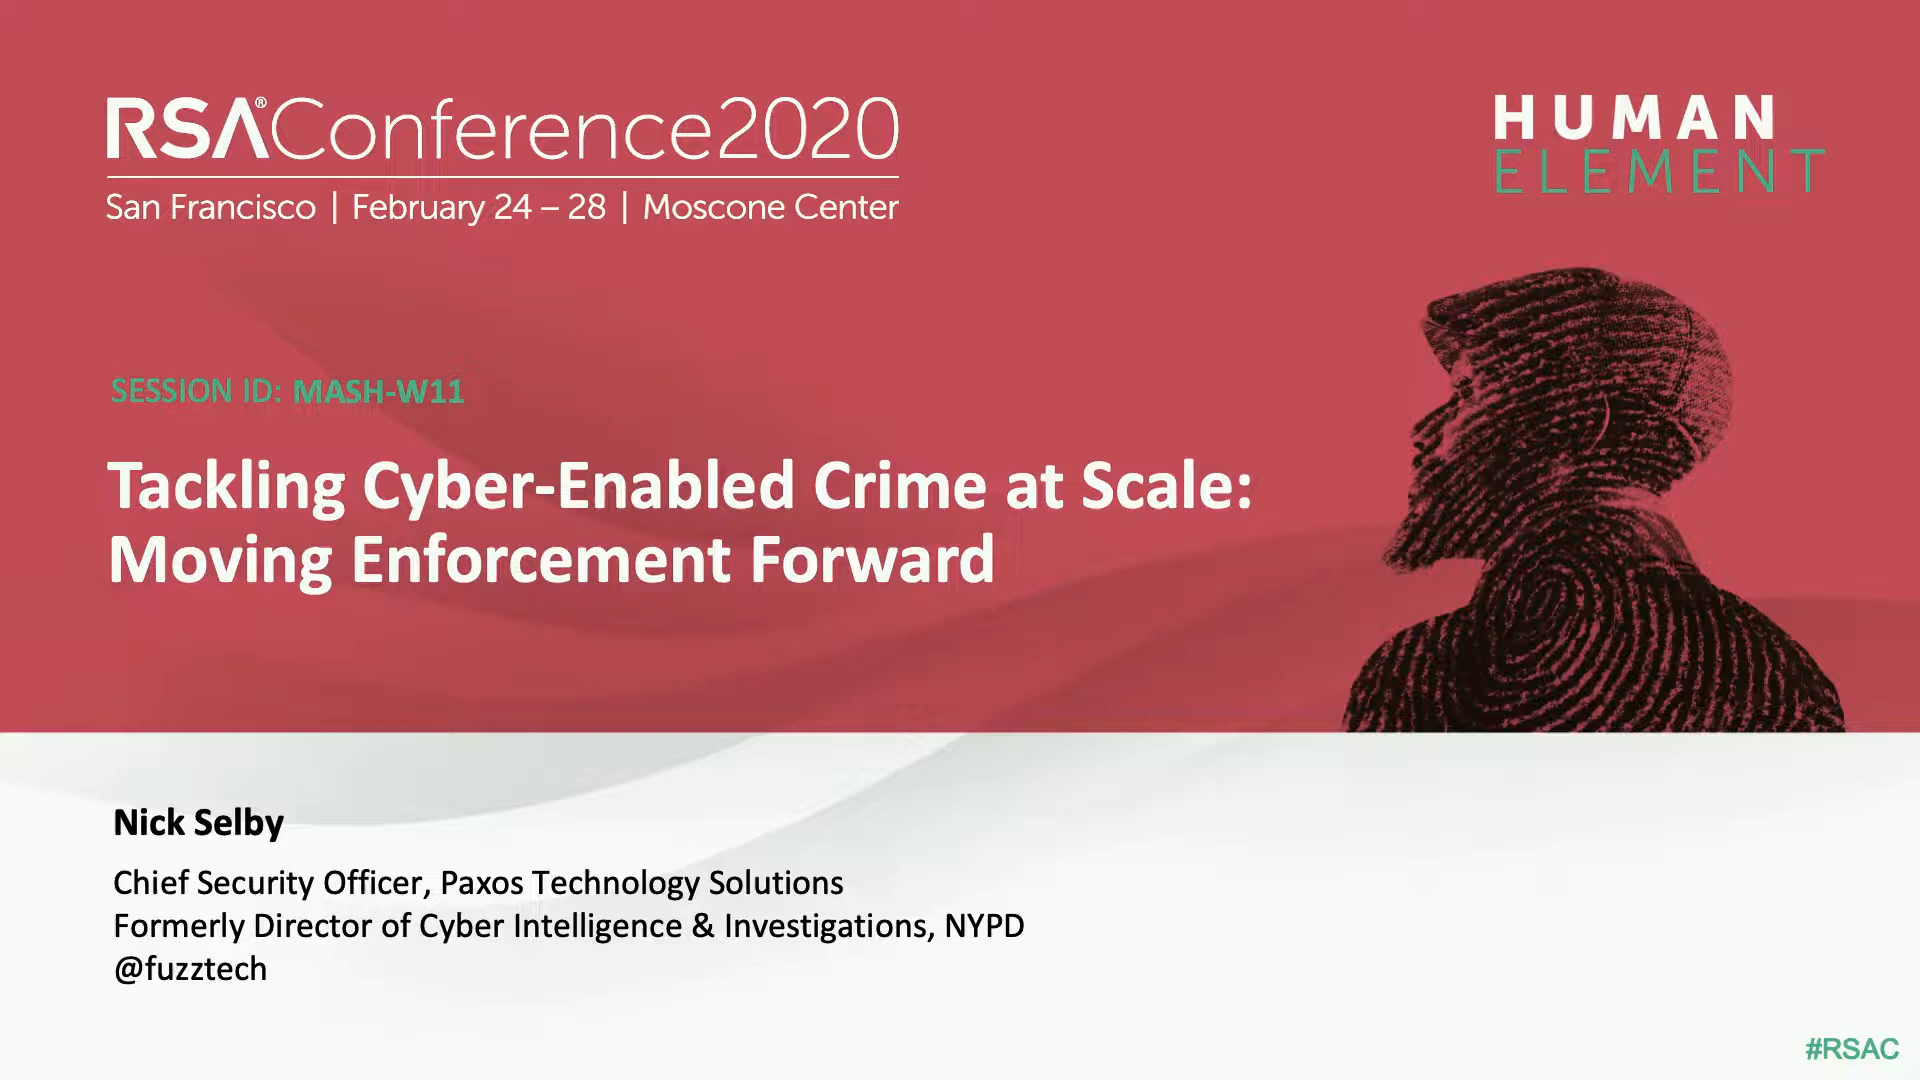 RSA®Conference2020
San Francisco | February 24 – 28 | Moscone Center
HUMAN
ELEMENT
SESSION ID: MASH-W11
Tackling Cyber-Enabled Crime at Scale:
Moving Enforcement Forward
Nick Selby
Chief Security Officer, Paxos Technology Solutions
Formerly Director of Cyber Intelligence & Investigations, NYPD
@fuzztech
#RSAC